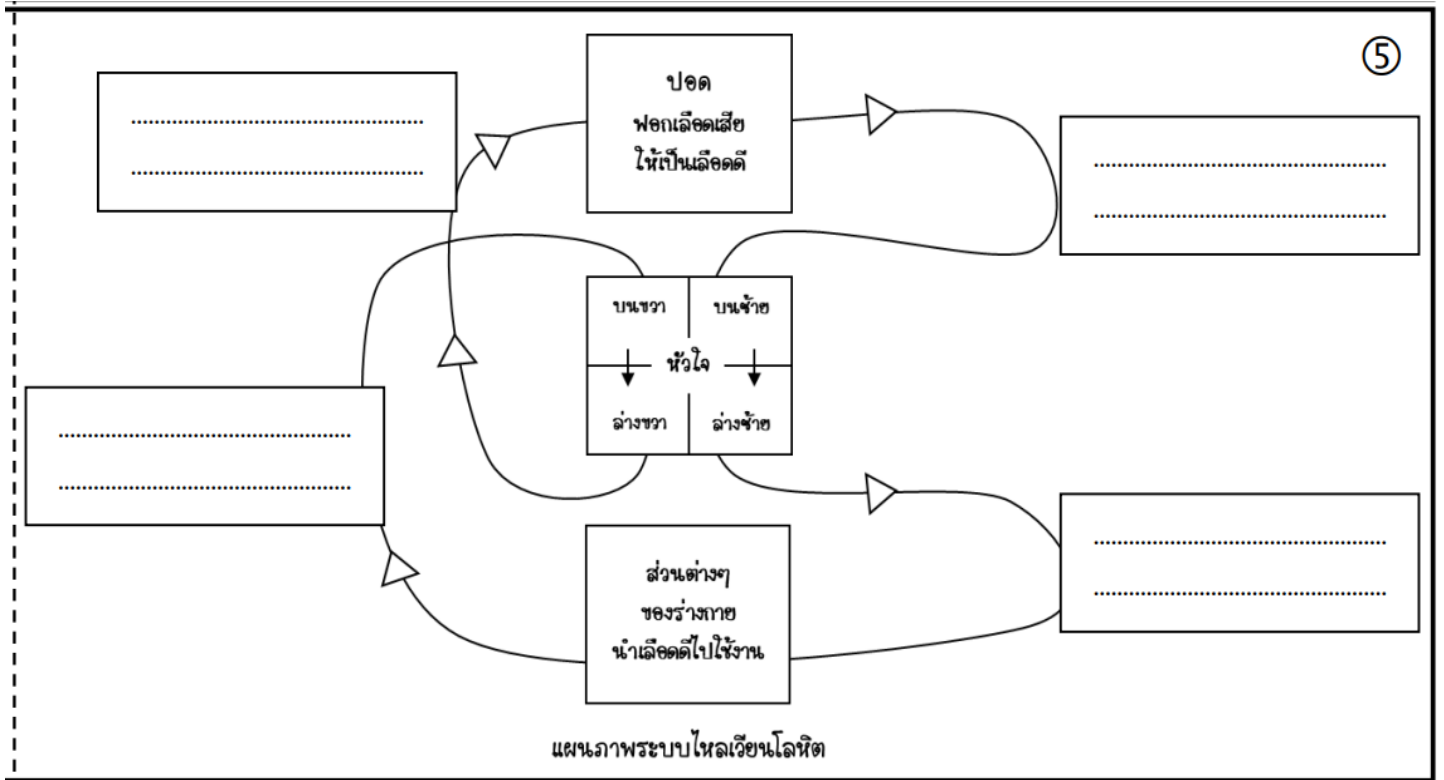 ⑤
ปอด
ฟอกเลือดเสีย
ให้เป็นเลือดดี
................................................
................................................
................................................
................................................
บนขวา บนซ้าย
หัวใจ
ล่างขวา ล่างซ้าย
................................................
................................................
................................................
................................................
ส่วนต่างๆ
ของร่างกาย
นำเลือดดีไปใช้งาน
แผนภาพระบบไหลเวียนโลหิต